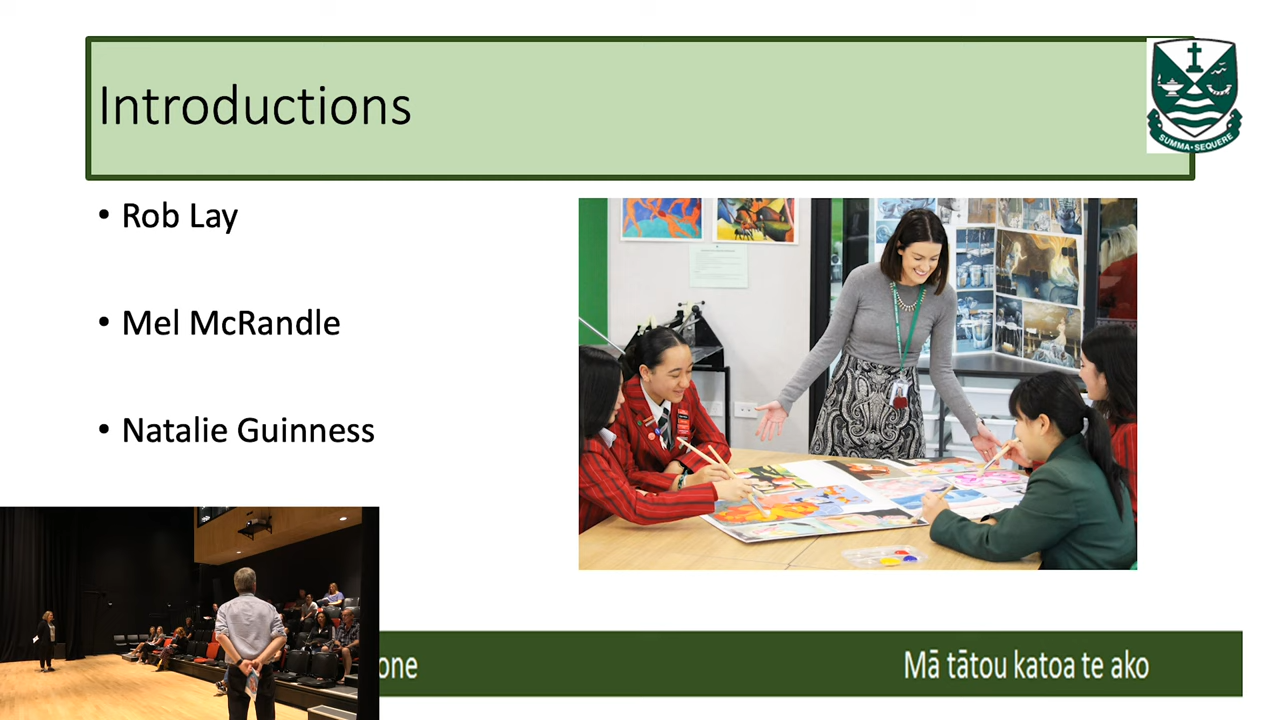 Introductions
SUMMA·SEQUERE
• Rob Lay
• Mel McRandle
• Natalie Guinness
one
Mā tātou katoa te ako